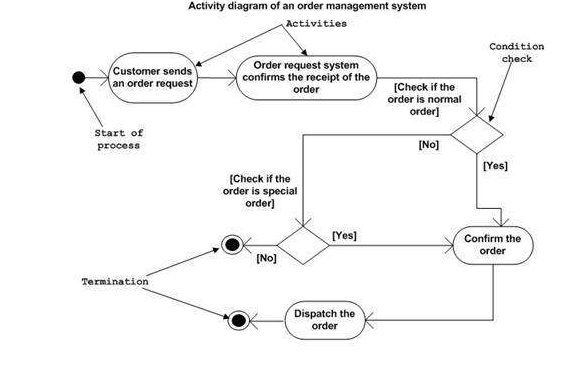 Activity diagram of an order management system
Activities
Condition
check
Customer sends
an order request
Order request system
confirms the receipt of the
order
[Check if the
order is normal
order]
Start of
process
[No]
[Yes]
[Check if the
order is special
order]
[Yes]
[No]
Confirm the
order
Termination
Dispatch the
order